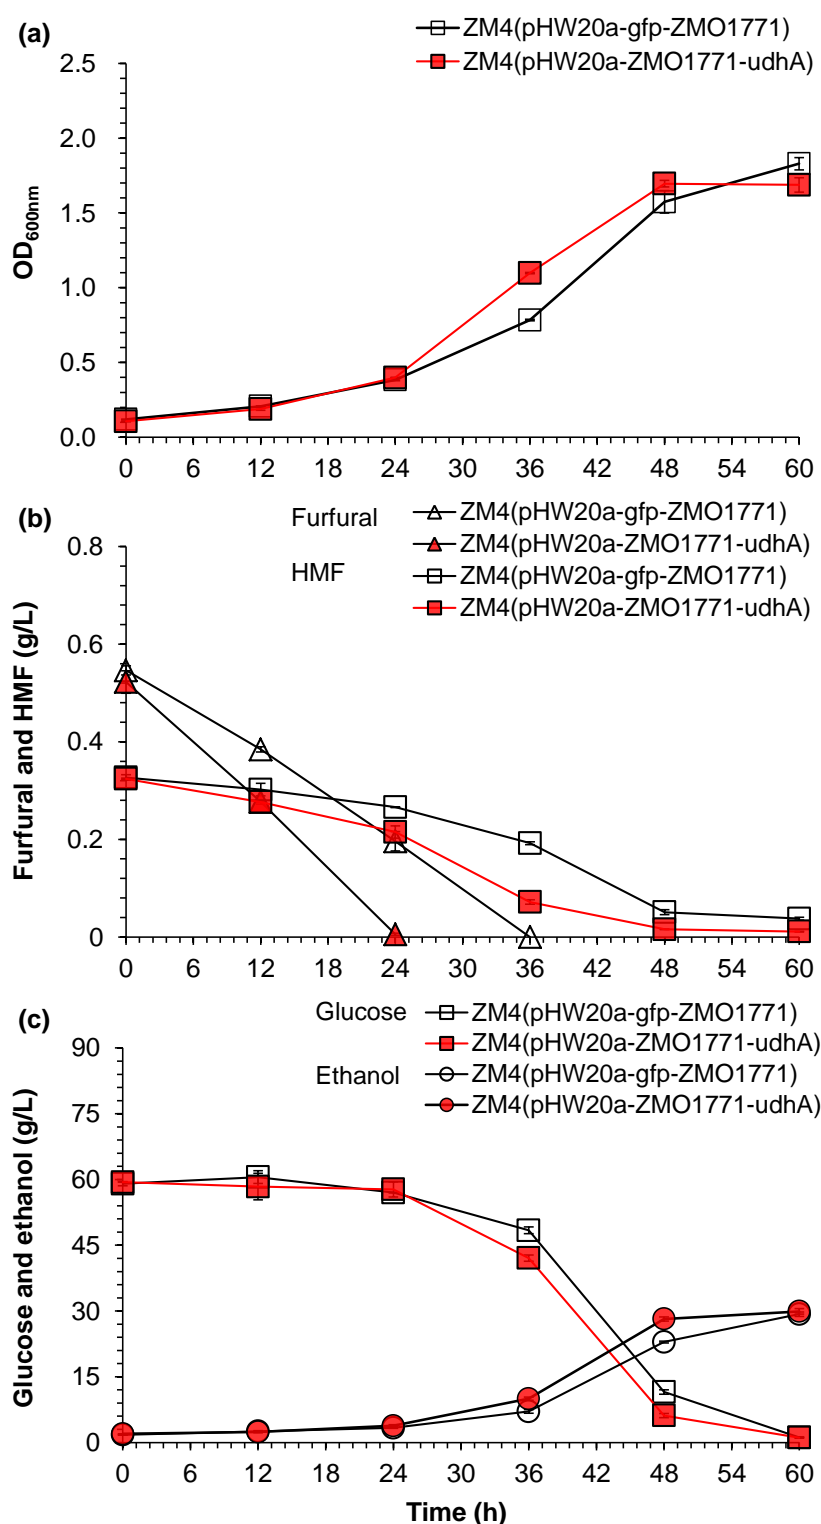 (a)
ZM4(pHW20a-gfp-ZMO1771)
ZM4(pHW20a-ZMO1771-udhA)
2.5
2.0
1.5
1.0
0.5
0.0
OD600nm
0 6 12 18 24 30 36 42 48 54 60
(b)
Furfural ZM4(pHW20a-gfp-ZMO1771)
ZM4(pHW20a-ZMO1771-udhA)
HMF ZM4(pHW20a-gfp-ZMO1771)
ZM4(pHW20a-ZMO1771-udhA)
0.8
0.6
0.4
0.2
0
Furfural and HMF (g/L)
0 6 12 18 24 30 36 42 48 54 60
(c)
Glucose ZM4(pHW20a-gfp-ZMO1771)
ZM4(pHW20a-ZMO1771-udhA)
Ethanol ZM4(pHW20a-gfp-ZMO1771)
ZM4(pHW20a-ZMO1771-udhA)
90
75
60
45
30
15
0
Glucose and ethanol (g/L)
0 6 12 18 24 30 36 42 48 54 60
Time (h)